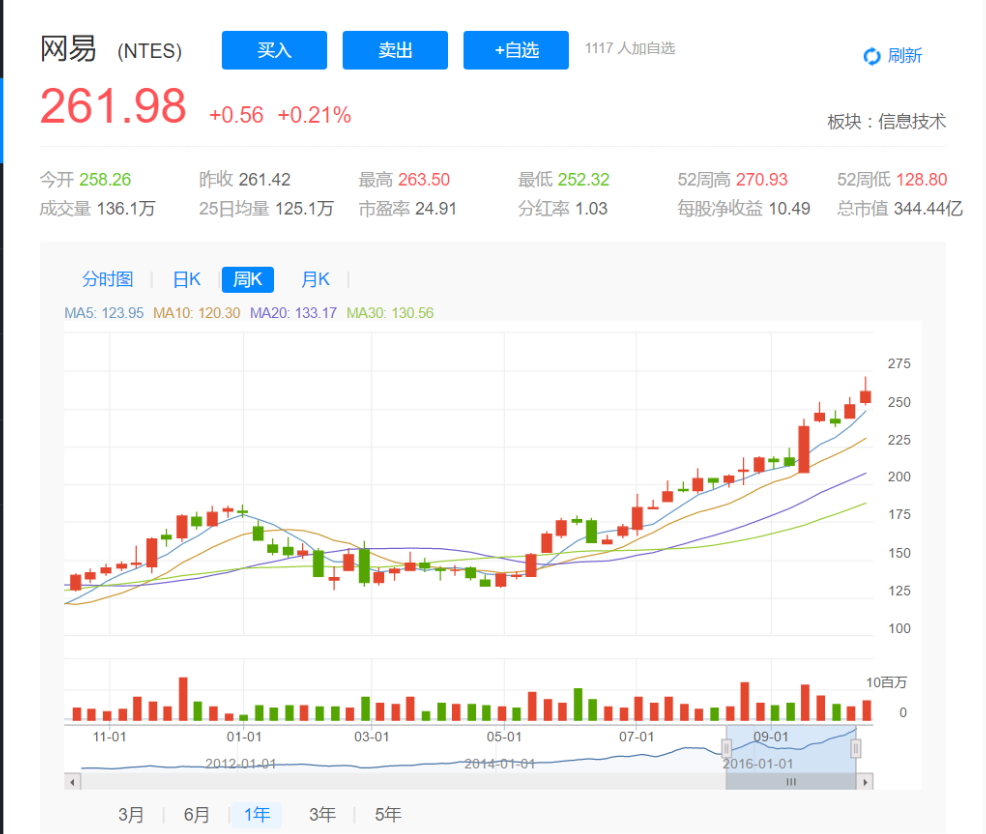 网易 (NTES) 买入 卖出 +自选 1117 人加自选 刷新
261.98 +0.56 +0.21%
板块：信息技术
今开 258.26 昨收 261.42 最高 263.50 最低 252.32 52周高 270.93 52周低 128.80
成交量 136.1万 25日均量 125.1万 市盈率 24.91 分红率 1.03 每股净收益 10.49 总市值 344.44亿
分时图 日K 周K 月K
MA5: 123.95 MA10: 120.30 MA20: 133.17 MA30: 130.56
275
250
225
200
175
150
125
100
10百万
0
11-01 01-01 03-01 05-01 07-01 09-01
2012-01-01 2014-01-01 2016-01-01
3月 6月 1年 3年 5年